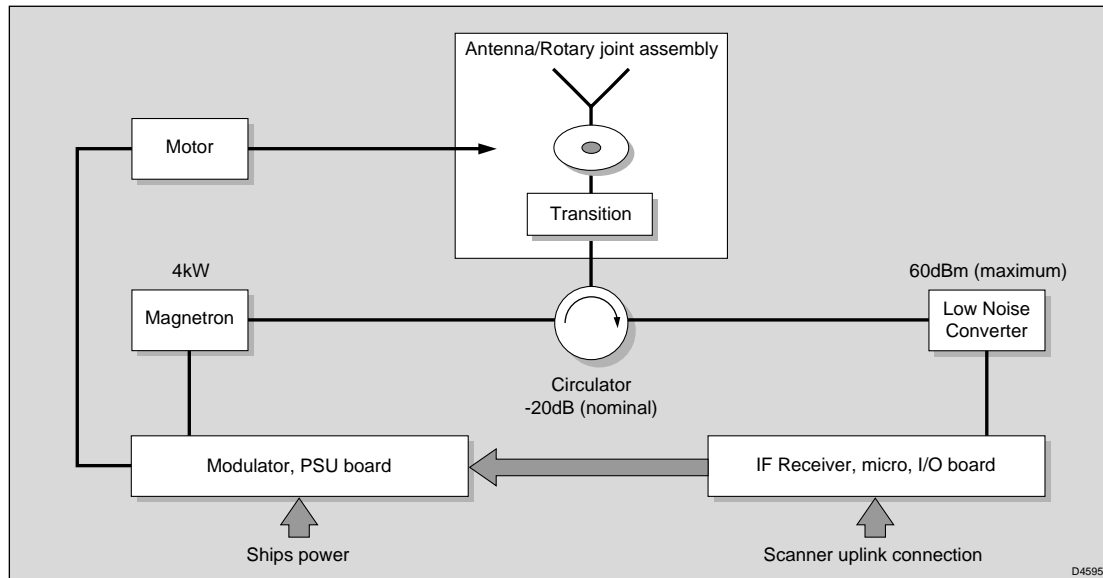 Antenna/Rotary joint assembly
Motor
Transition
4kW
60dBm (maximum)
Magnetron
Low Noise
Converter
Circulator
-20dB (nominal)
Modulator, PSU board
IF Receiver, micro, I/O board
Ships power
Scanner uplink connection
D4595